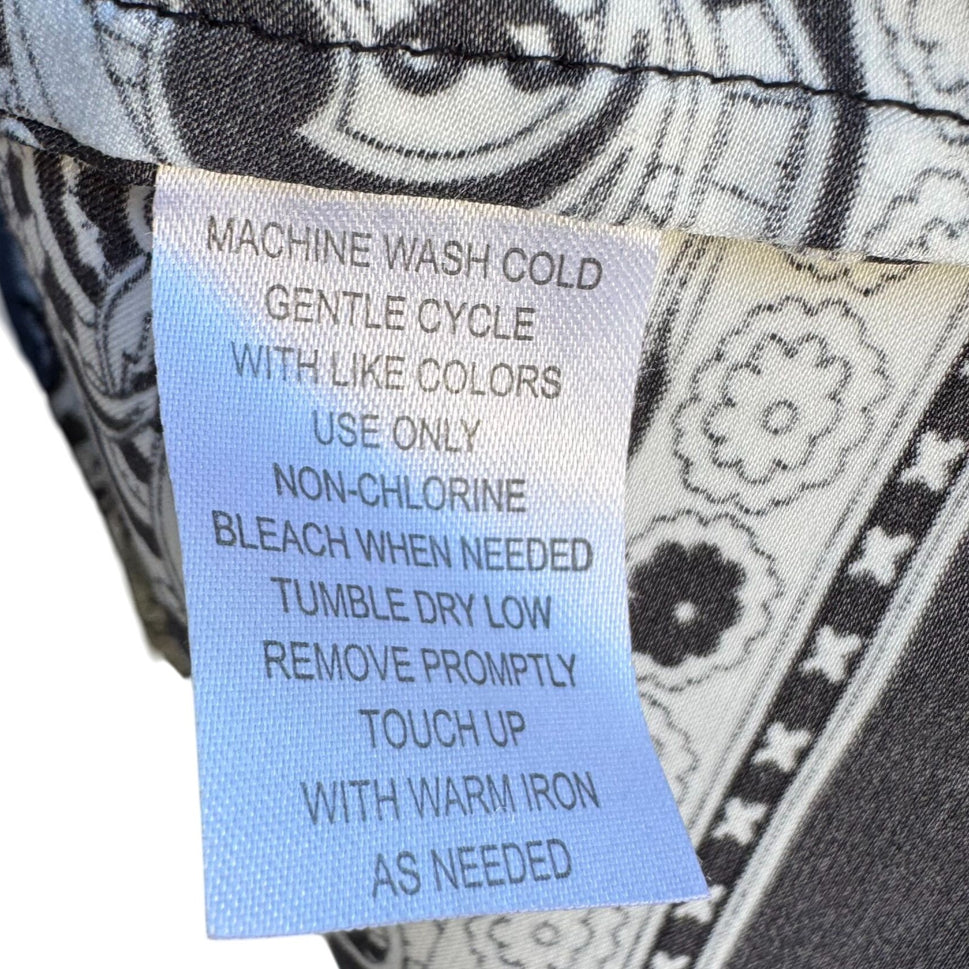 MACHINE WASH COLD
GENTLE CYCLE
WITH LIKE COLORS
USE ONLY
NON-CHLORINE
BLEACH WHEN NEEDED
TUMBLE DRY LOW
REMOVE PROMPTLY
TOUCH UP
WITH WARM IRON
AS NEEDED